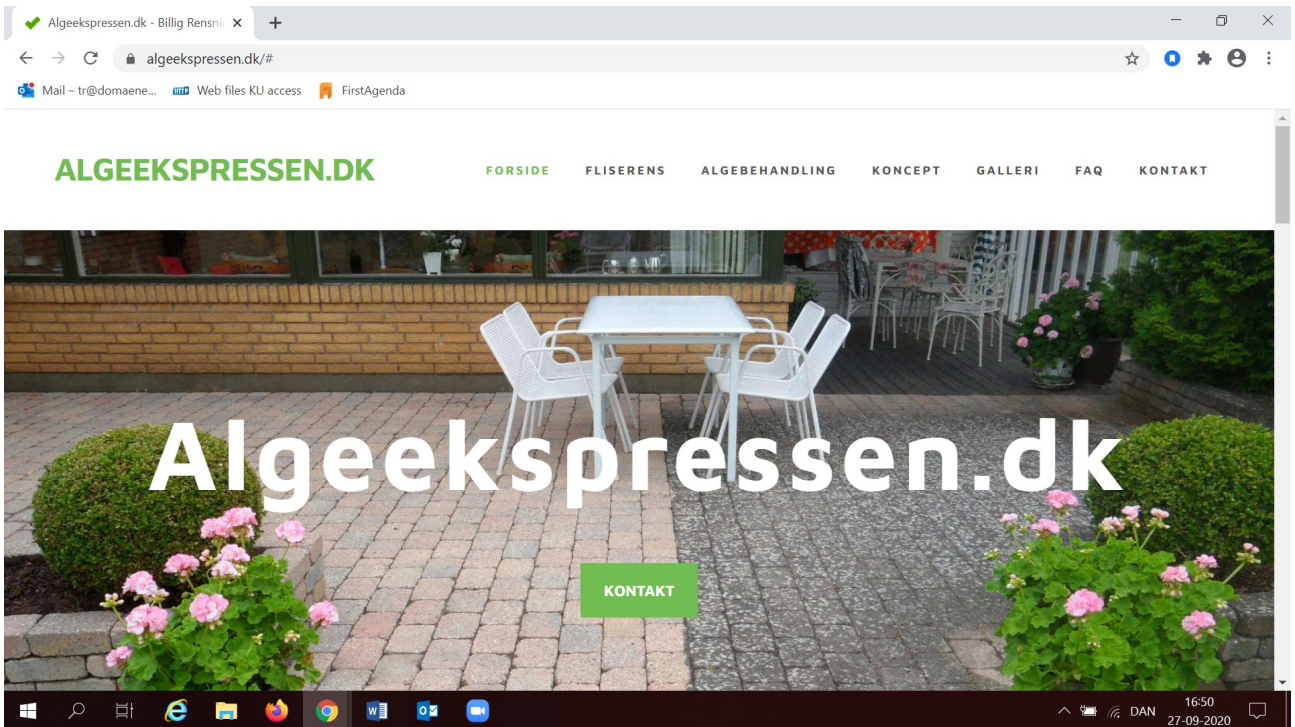 Algeekspressen.dk - Billig Rensni
algeekspressen.dk/#
Mail – tr@domaene... Web files KU access FirstAgenda
ALGEEKSPRESSEN.DK
FORSIDE FLISERENS ALGEBEHANDLING KONCEPT GALLERI FAQ KONTAKT
Algeekspressen.dk
KONTAKT
DAN
16:50
27-09-2020